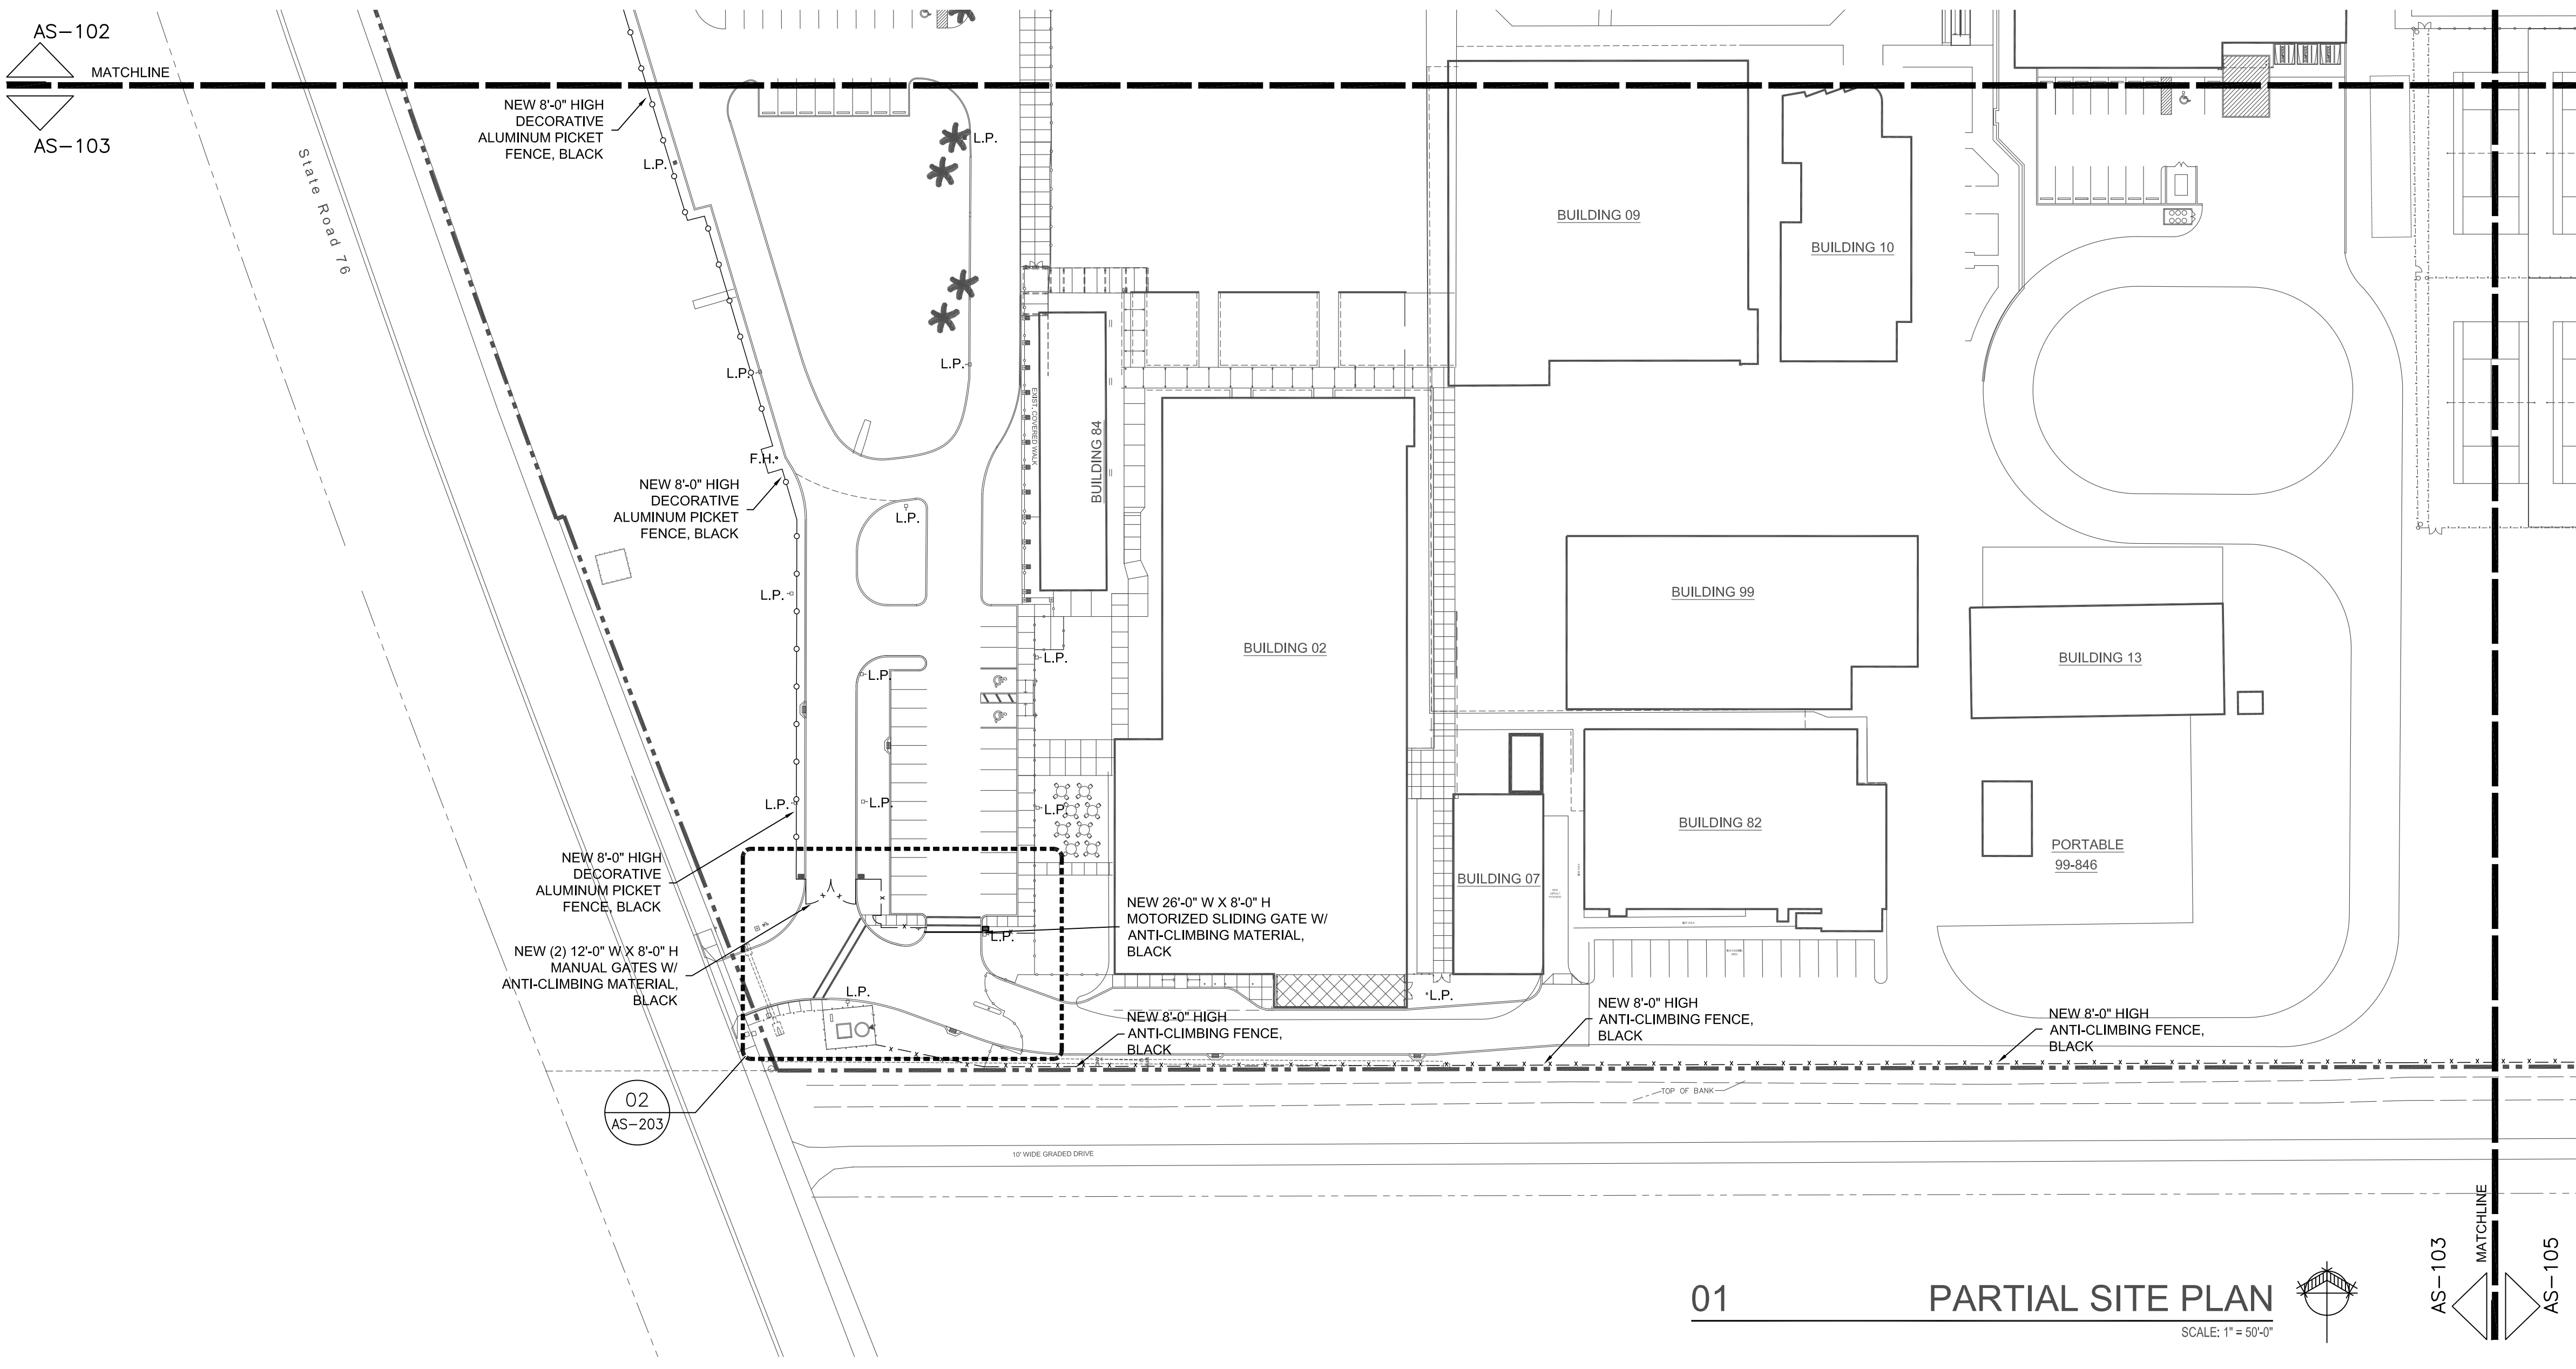 AS-102
MATCHLINE
AS-103
State Road 76
NEW 8'-0" HIGH
DECORATIVE
ALUMINUM PICKET
FENCE, BLACK
L.P.
L.P.
BUILDING 09
BUILDING 10
L.P.
L.P.
EXIST. COVERED WALK
BUILDING 84
F.H.
NEW 8'-0" HIGH
DECORATIVE
ALUMINUM PICKET
FENCE, BLACK
L.P.
L.P.
BUILDING 99
BUILDING 02
L.P.
L.P.
BUILDING 13
L.P.
L.P.
L.P.
BUILDING 82
PORTABLE
99-846
BUILDING 07
NEW 8'-0" HIGH
DECORATIVE
ALUMINUM PICKET
FENCE, BLACK
NEW 26'-0" W X 8'-0" H
MOTORIZED SLIDING GATE W/
ANTI-CLIMBING MATERIAL,
BLACK
L.P.
NEW (2) 12'-0" W X 8'-0" H
MANUAL GATES W/
ANTI-CLIMBING MATERIAL,
BLACK
L.P.
L.P.
NEW 8'-0" HIGH
ANTI-CLIMBING FENCE,
BLACK
NEW 8'-0" HIGH
ANTI-CLIMBING FENCE,
BLACK
NEW 8'-0" HIGH
ANTI-CLIMBING FENCE,
BLACK
02
AS-203
TOP OF BANK
10' WIDE GRADED DRIVE
01
PARTIAL SITE PLAN
SCALE: 1" = 50'-0"
AS-103
MATCHLINE
AS-105